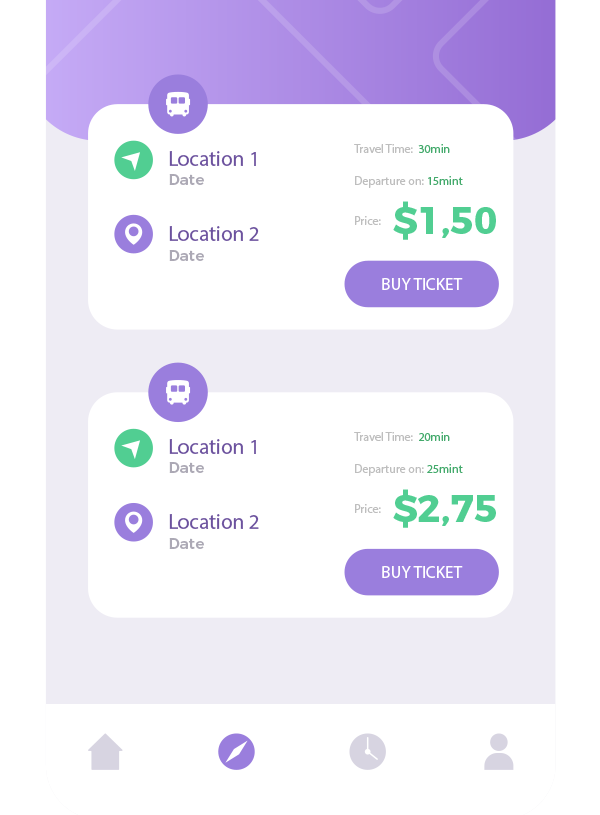 Location 1
Date
Location 2
Date
Travel Time: 30min
Departure on: 15mint
Price: $1,50
BUY TICKET
Location 1
Date
Location 2
Date
Travel Time: 20min
Departure on: 25mint
Price: $2,75
BUY TICKET